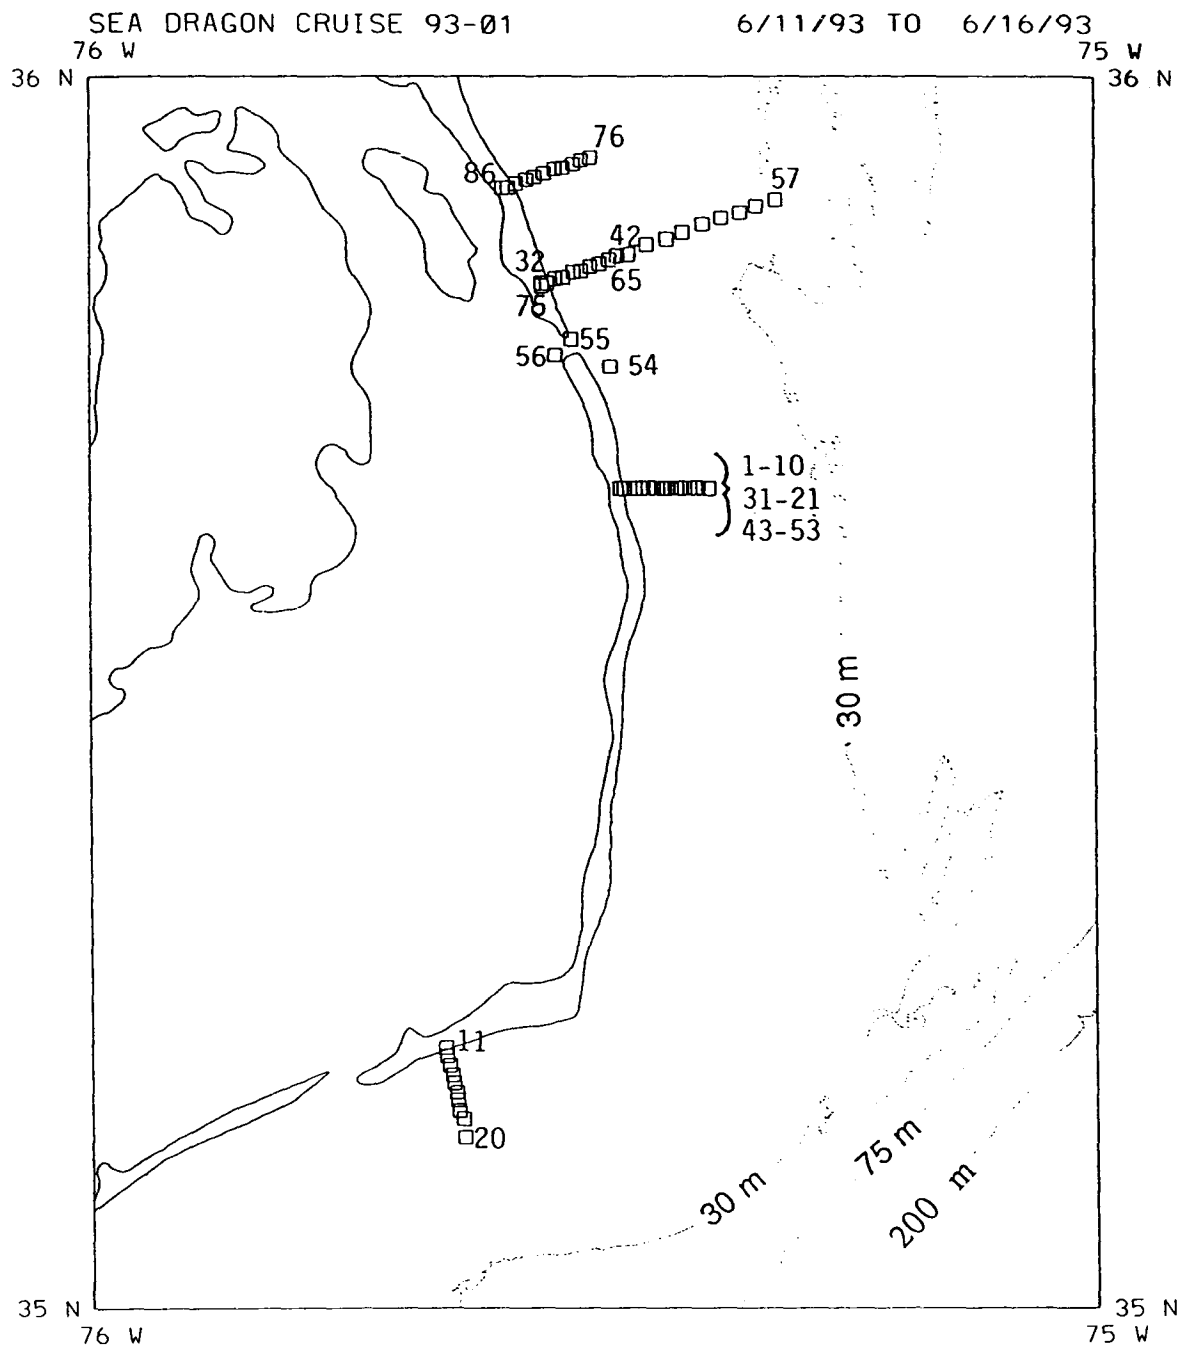 SEA DRAGON CRUISE 93-01 6/11/93 TO 6/16/93
76 W 75 W
36 N 36 N
76
86
57
42
32
65
75
55
56
54
1-10
31-21
43-53
30 m
11
20
75 m
30 m
200 m
35 N 35 N
76 W 75 W